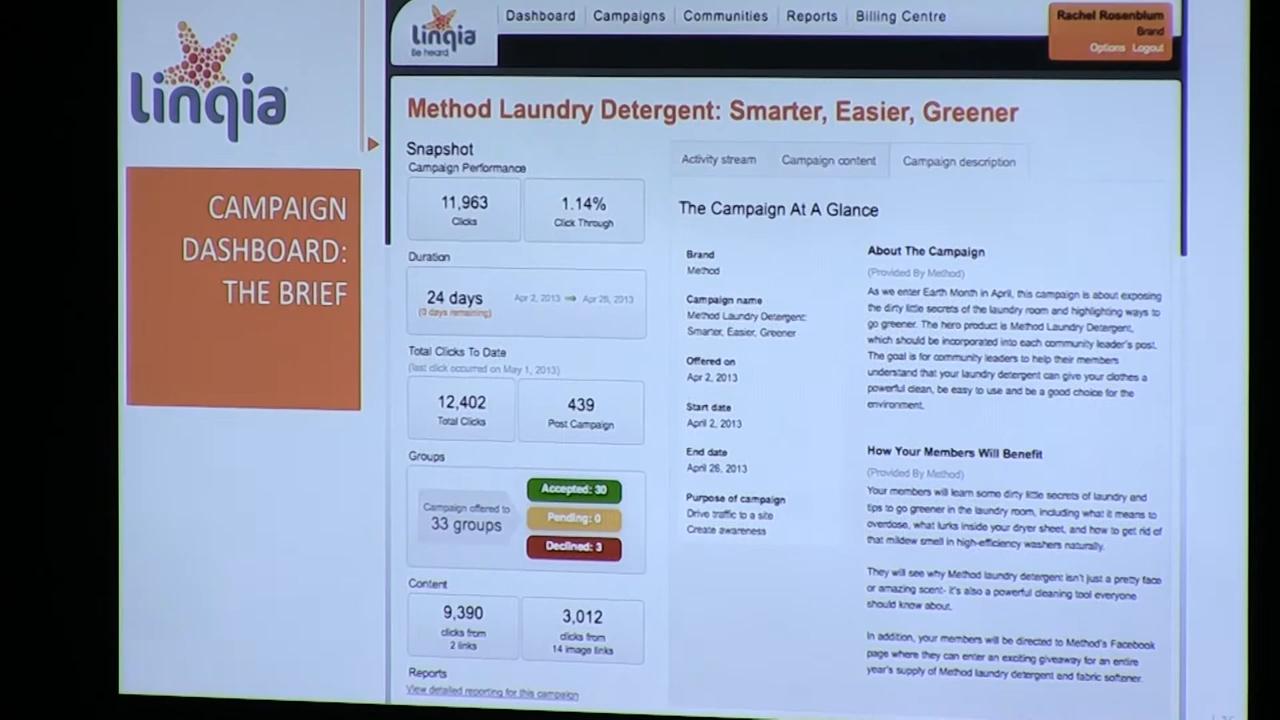 linqia
CAMPAIGN
DASHBOARD:
THE BRIEF
linqia
Be heard
Dashboard Campaigns Communities Reports Billing Centre
Rachel Rosenblum
Brand
Options Logout
Method Laundry Detergent: Smarter, Easier, Greener
Snapshot
Campaign Performance
11,963
Clicks
1.14%
Click Through
Duration
24 days
(0 days remaining)
Apr 2, 2013 Apr 26, 2013
Total Clicks To Date
(last click occurred on May 1, 2013)
12,402
Total Clicks
439
Post Campaign
Groups
Campaign offered to
33 groups
Accepted: 30
Pending: 0
Declined: 3
Content
9,390
clicks from
2 links
3,012
clicks from
14 image links
Reports
View detailed reporting for this campaign
Activity stream Campaign content Campaign description
The Campaign At A Glance
Brand
Method
Campaign name
Method Laundry Detergent:
Smarter, Easier, Greener
Offered on
Apr 2, 2013
Start date
April 2, 2013
End date
April 26, 2013
Purpose of campaign
Drive traffic to a site
Create awareness
About The Campaign
(Provided By Method)
As we enter Earth Month in April, this campaign is about exposing
the dirty little secrets of the laundry room and highlighting ways to
go greener. The hero product is Method Laundry Detergent,
which should be incorporated into each community leader's post.
The goal is for community leaders to help their members
understand that your laundry detergent can give your clothes a
powerful clean, be easy to use and be a good choice for the
environment.
How Your Members Will Benefit
(Provided By Method)
Your members will learn some dirty little secrets of laundry and
tips to go greener in the laundry room, including what it means to
overdose, what lurks inside your dryer sheet, and how to get rid of
that mildew smell in high-efficiency washers naturally.
They will see why Method laundry detergent isn't just a pretty face
or amazing scent- it's also a powerful cleaning tool everyone
should know about.
In addition, your members will be directed to Method's Facebook
page where they can enter an exciting giveaway for an entire
year's supply of Method laundry detergent and fabric softener.